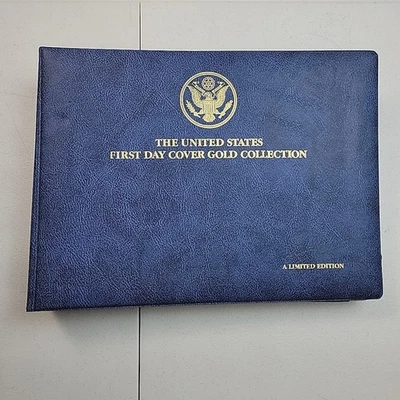 THE UNITED STATES
FIRST DAY COVER GOLD COLLECTION
A LIMITED EDITION